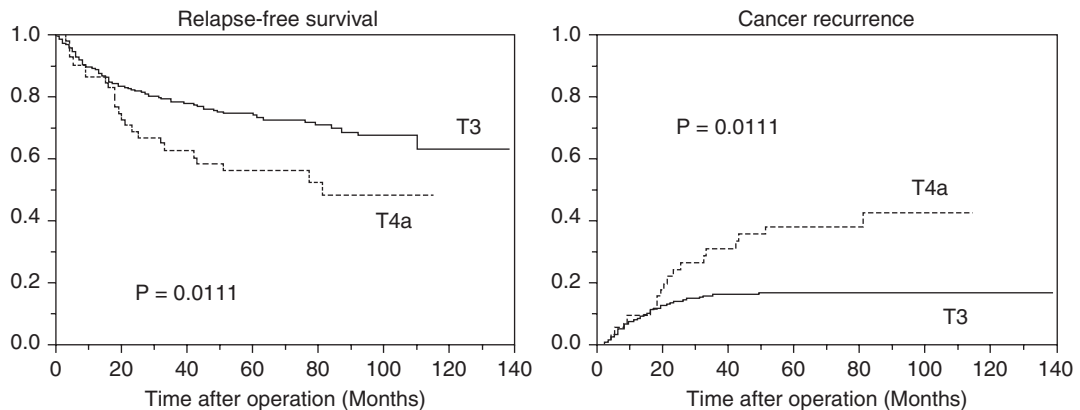 Relapse-free survival
1.0
0.8
0.6
0.4
0.2
0.0
T3
T4a
P = 0.0111
0 20 40 60 80 100 120 140
Time after operation (Months)
Cancer recurrence
1.0
0.8
0.6
0.4
0.2
0.0
P = 0.0111
T4a
T3
0 20 40 60 80 100 120 140
Time after operation (Months)